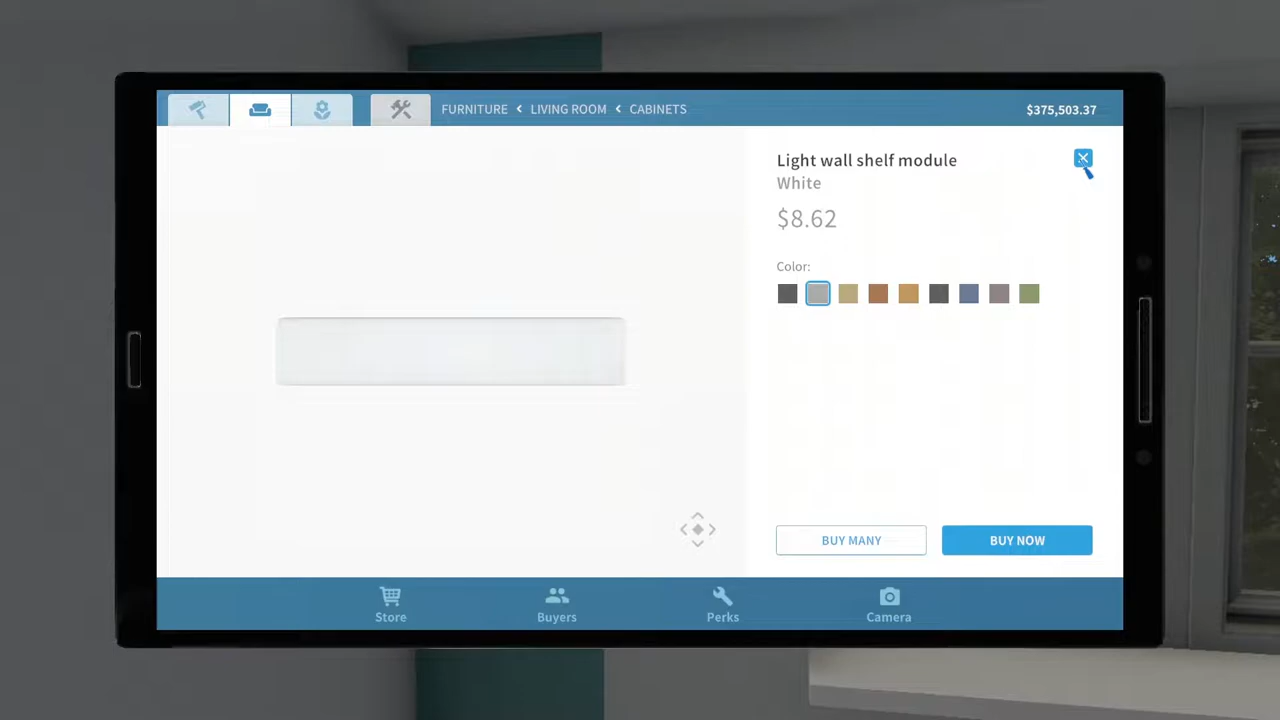 FURNITURE < LIVING ROOM < CABINETS
$375,503.37
Light wall shelf module
White
$8.62
Color:
BUY MANY
BUY NOW
Store
Buyers
Perks
Camera